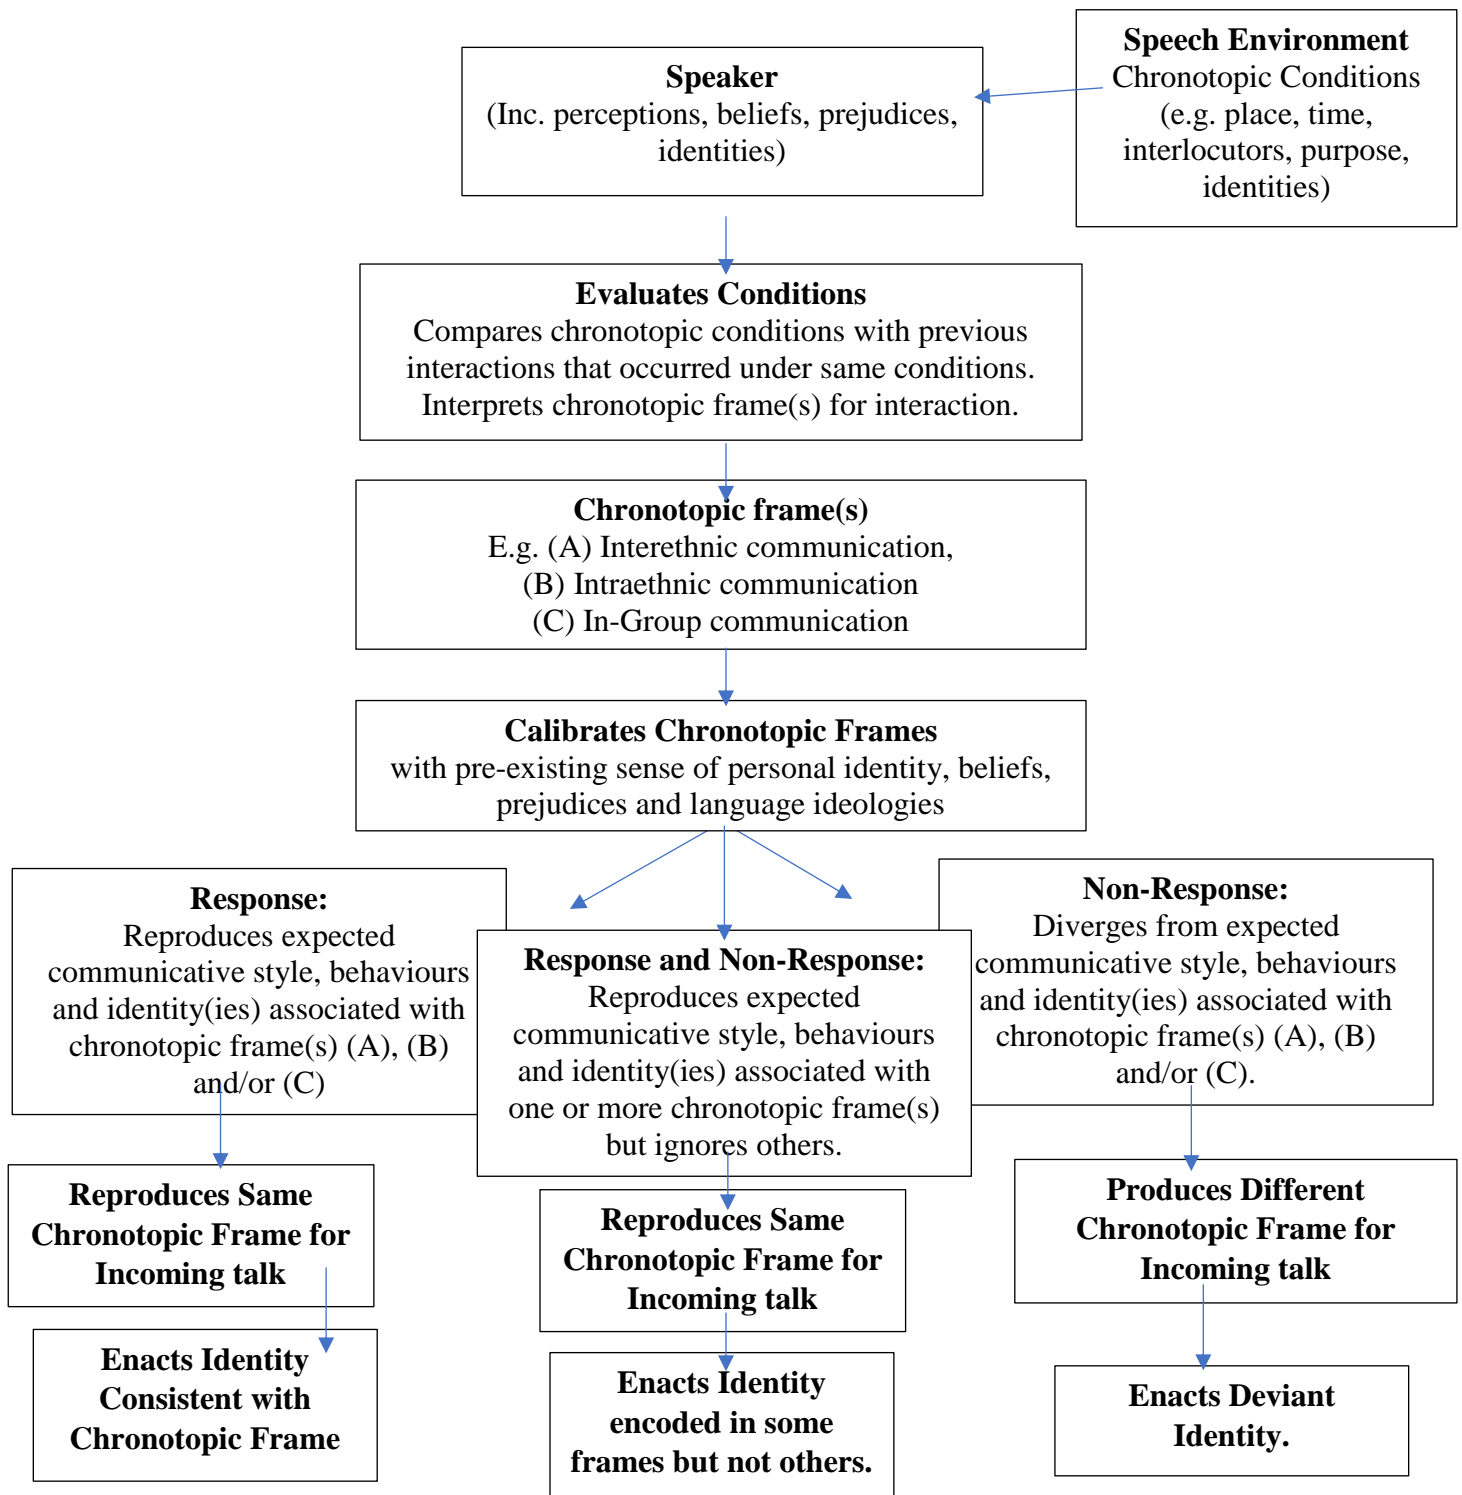 Speaker
(Inc. perceptions, beliefs, prejudices,
identities)
Speech Environment
Chronotopic Conditions
(e.g. place, time,
interlocutors, purpose,
identities)
Evaluates Conditions
Compares chronotopic conditions with previous
interactions that occurred under same conditions.
Interprets chronotopic frame(s) for interaction.
Chronotopic frame(s)
E.g. (A) Interethnic communication,
(B) Intraethnic communication
(C) In-Group communication
Calibrates Chronotopic Frames
with pre-existing sense of personal identity, beliefs,
prejudices and language ideologies
Response:
Reproduces expected
communicative style, behaviours
and identity(ies) associated with
chronotopic frame(s) (A), (B)
and/or (C)
Response and Non-Response:
Reproduces expected
communicative style, behaviours
and identity(ies) associated with
one or more chronotopic frame(s)
but ignores others.
Non-Response:
Diverges from expected
communicative style, behaviours
and identity(ies) associated with
chronotopic frame(s) (A), (B)
and/or (C).
Reproduces Same
Chronotopic Frame for
Incoming talk
Reproduces Same
Chronotopic Frame for
Incoming talk
Produces Different
Chronotopic Frame for
Incoming talk
Enacts Identity
Consistent with
Chronotopic Frame
Enacts Identity
encoded in some
frames but not others.
Enacts Deviant
Identity.